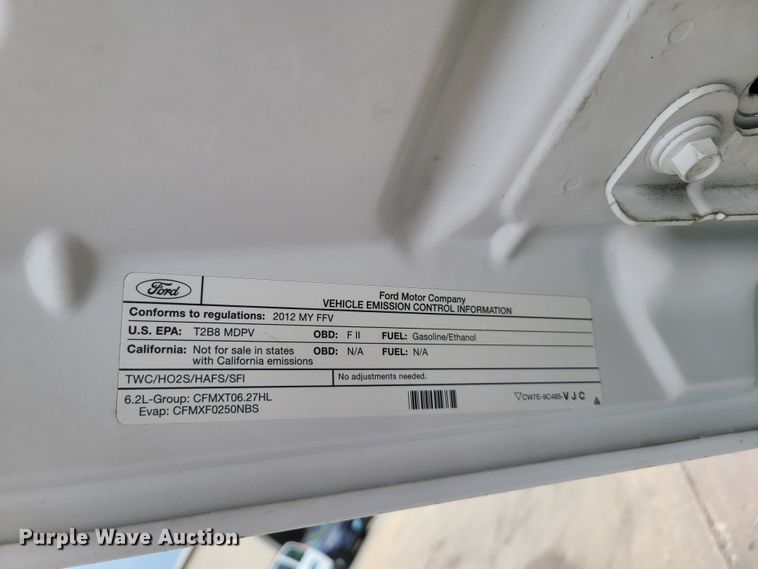 Ford
Ford Motor Company
VEHICLE EMISSION CONTROL INFORMATION
Conforms to regulations: 2012 MY FFV
U.S. EPA: T2B8 MDPV OBD: F II FUEL: Gasoline/Ethanol
California: Not for sale in states OBD: N/A FUEL: N/A
with California emissions
TWC/HO2S/HAFS/SFI No adjustments needed.
6.2L-Group: CFMXT06.27HL
Evap: CFMXF0250NBS
CW7E-9C485-VJC
Purple Wave Auction